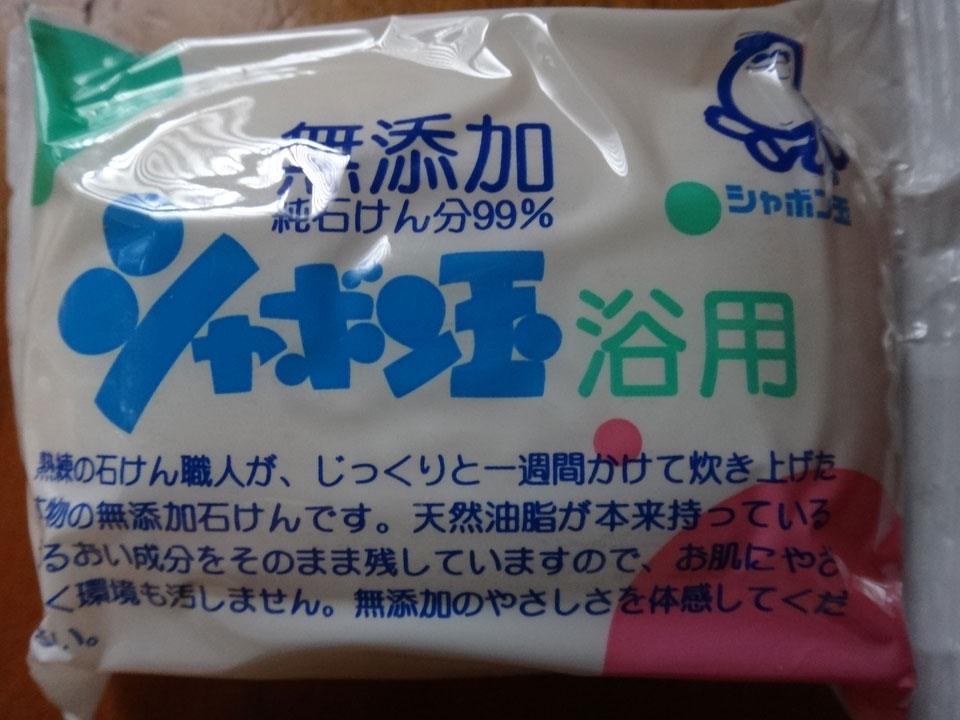 無添加
純石けん分99%
シャボン玉
シャボン玉 浴用
熟練の石けん職人が、じっくりと一週間かけて炊き上げた
物の無添加石けんです。天然油脂が本来持っている
るおい成分をそのまま残していますので、お肌にやさ
く環境も汚しません。無添加のやさしさを体感してくだ
さい。